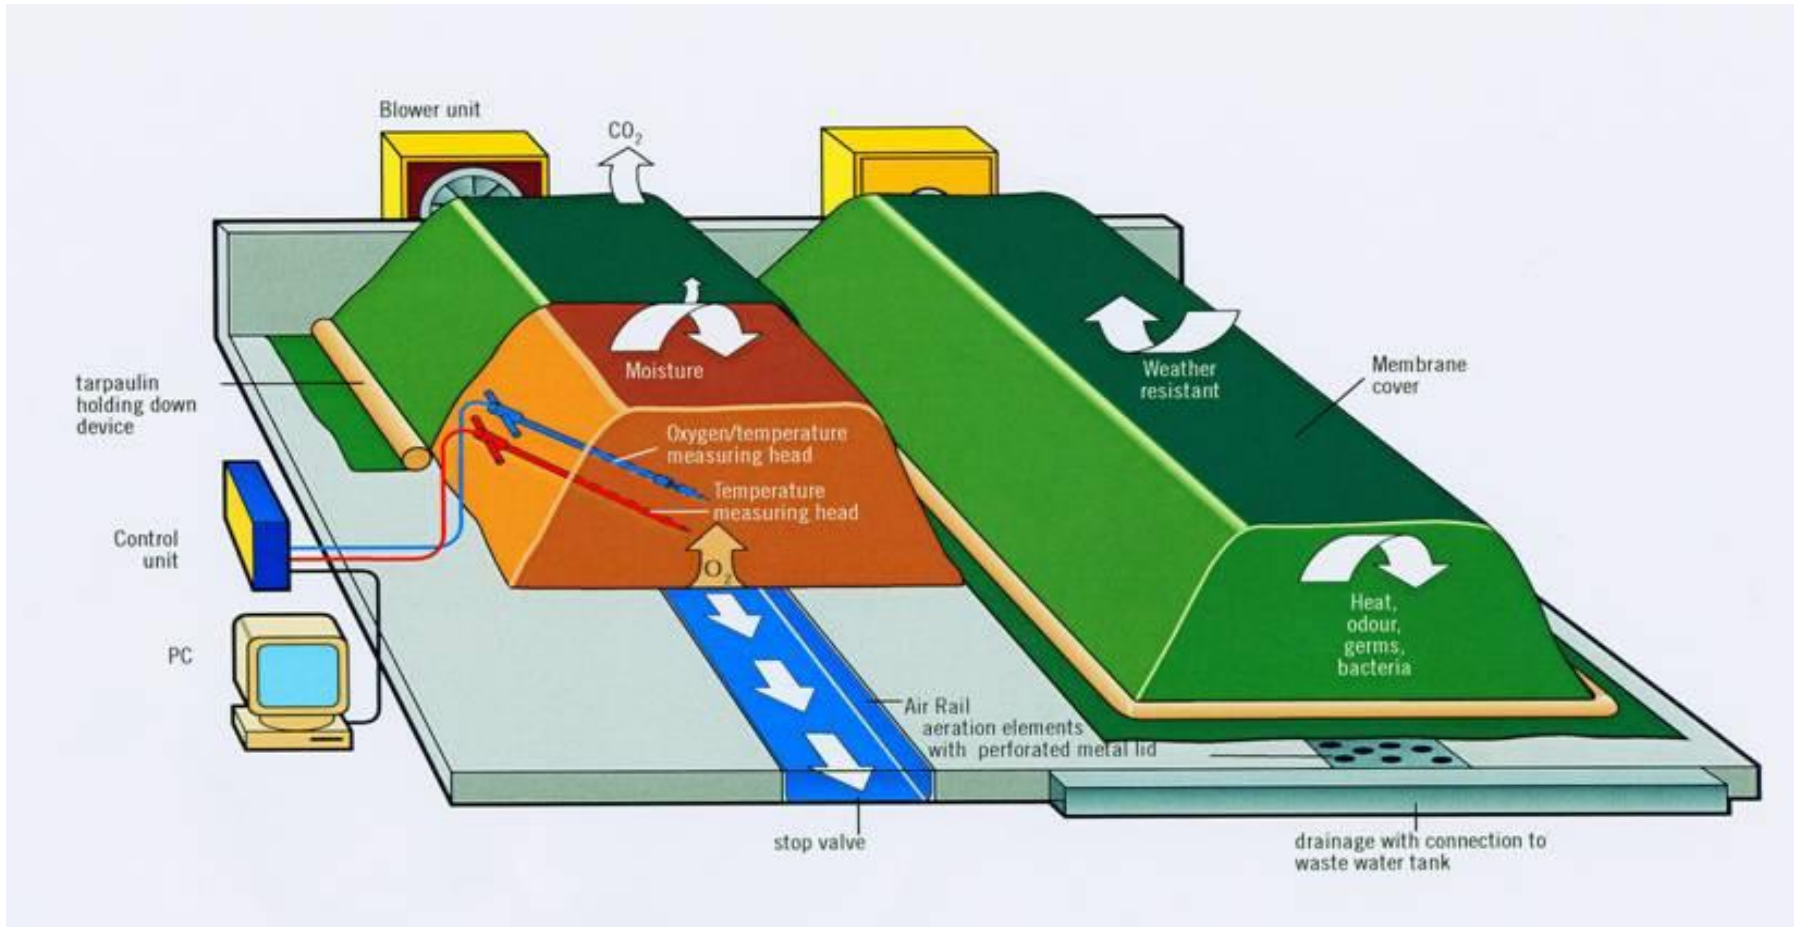 Blower unit
CO₂
Moisture
Weather
resistant
Membrane
cover
tarpaulin
holding down
device
Oxygen/temperature
measuring head
Temperature
measuring head
Control
unit
O₂
Heat,
odour,
germs,
bacteria
PC
Air Rail
aeration elements
with perforated metal lid
stop valve
drainage with connection to
waste water tank